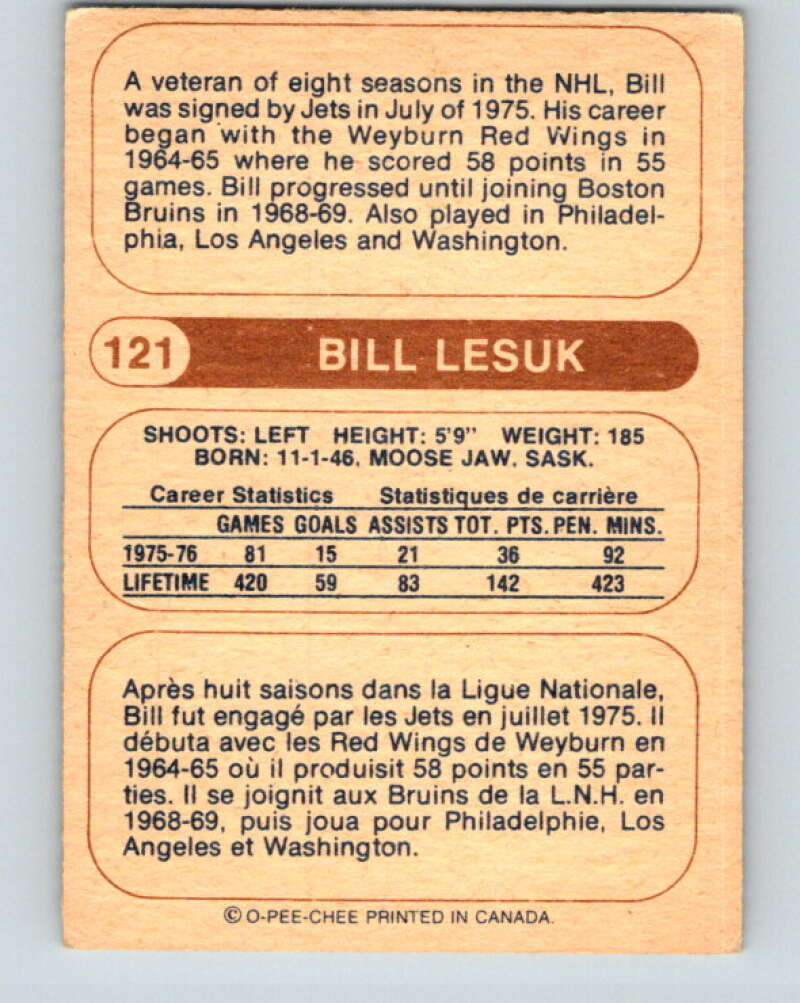 A veteran of eight seasons in the NHL, Bill
was signed by Jets in July of 1975. His career
began with the Weyburn Red Wings in
1964-65 where he scored 58 points in 55
games. Bill progressed until joining Boston
Bruins in 1968-69. Also played in Philadel-
phia, Los Angeles and Washington.
121 BILL LESUK
SHOOTS: LEFT HEIGHT: 5'9" WEIGHT: 185
BORN: 11-1-46, MOOSE JAW, SASK.
Career Statistics Statistiques de carrière
GAMES GOALS ASSISTS TOT. PTS. PEN. MINS.
1975-76 81 15 21 36 92
LIFETIME 420 59 83 142 423
Après huit saisons dans la Ligue Nationale,
Bill fut engagé par les Jets en juillet 1975. Il
débuta avec les Red Wings de Weyburn en
1964-65 où il produisit 58 points en 55 par-
ties. Il se joignit aux Bruins de la L.N.H. en
1968-69, puis joua pour Philadelphie, Los
Angeles et Washington.
© O-PEE-CHEE PRINTED IN CANADA.